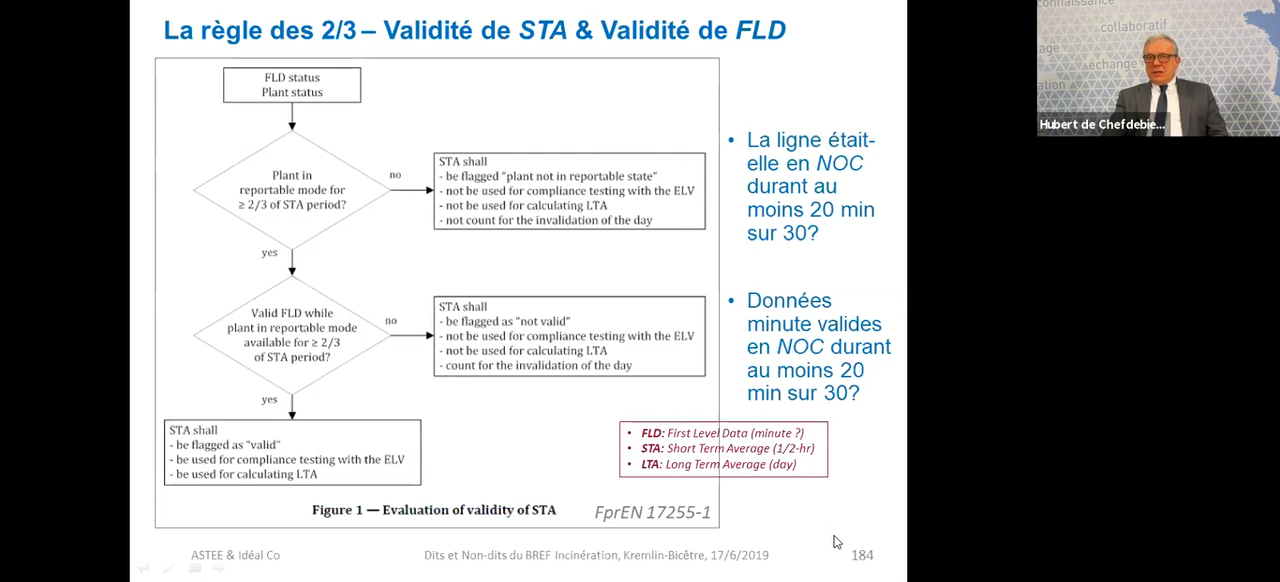 La règle des 2/3 – Validité de STA & Validité de FLD
FLD status
Plant status
Plant in
reportable mode for
≥ 2/3 of STA period?
no
STA shall
- be flagged "plant not in reportable state"
- not be used for compliance testing with the ELV
- not be used for calculating LTA
- not count for the invalidation of the day
yes
Valid FLD while
plant in reportable mode
available for ≥ 2/3
of STA period?
no
STA shall
- be flagged as "not valid"
- not be used for compliance testing with the ELV
- not be used for calculating LTA
- count for the invalidation of the day
yes
STA shall
- be flagged as "valid"
- be used for compliance testing with the ELV
- be used for calculating LTA
Figure 1 — Evaluation of validity of STA
FprEN 17255-1
• La ligne était-
elle en NOC
durant au
moins 20 min
sur 30?
• Données
minute valides
en NOC durant
au moins 20
min sur 30?
• FLD: First Level Data (minute ?)
• STA: Short Term Average (1/2-hr)
• LTA: Long Term Average (day)
ASTEE & Idéal Co
Dits et Non-dits du BREF Incinération, Kremlin-Bicêtre, 17/6/2019
184
connaissance
collaboratif
échange
Hubert de Chefdebie...